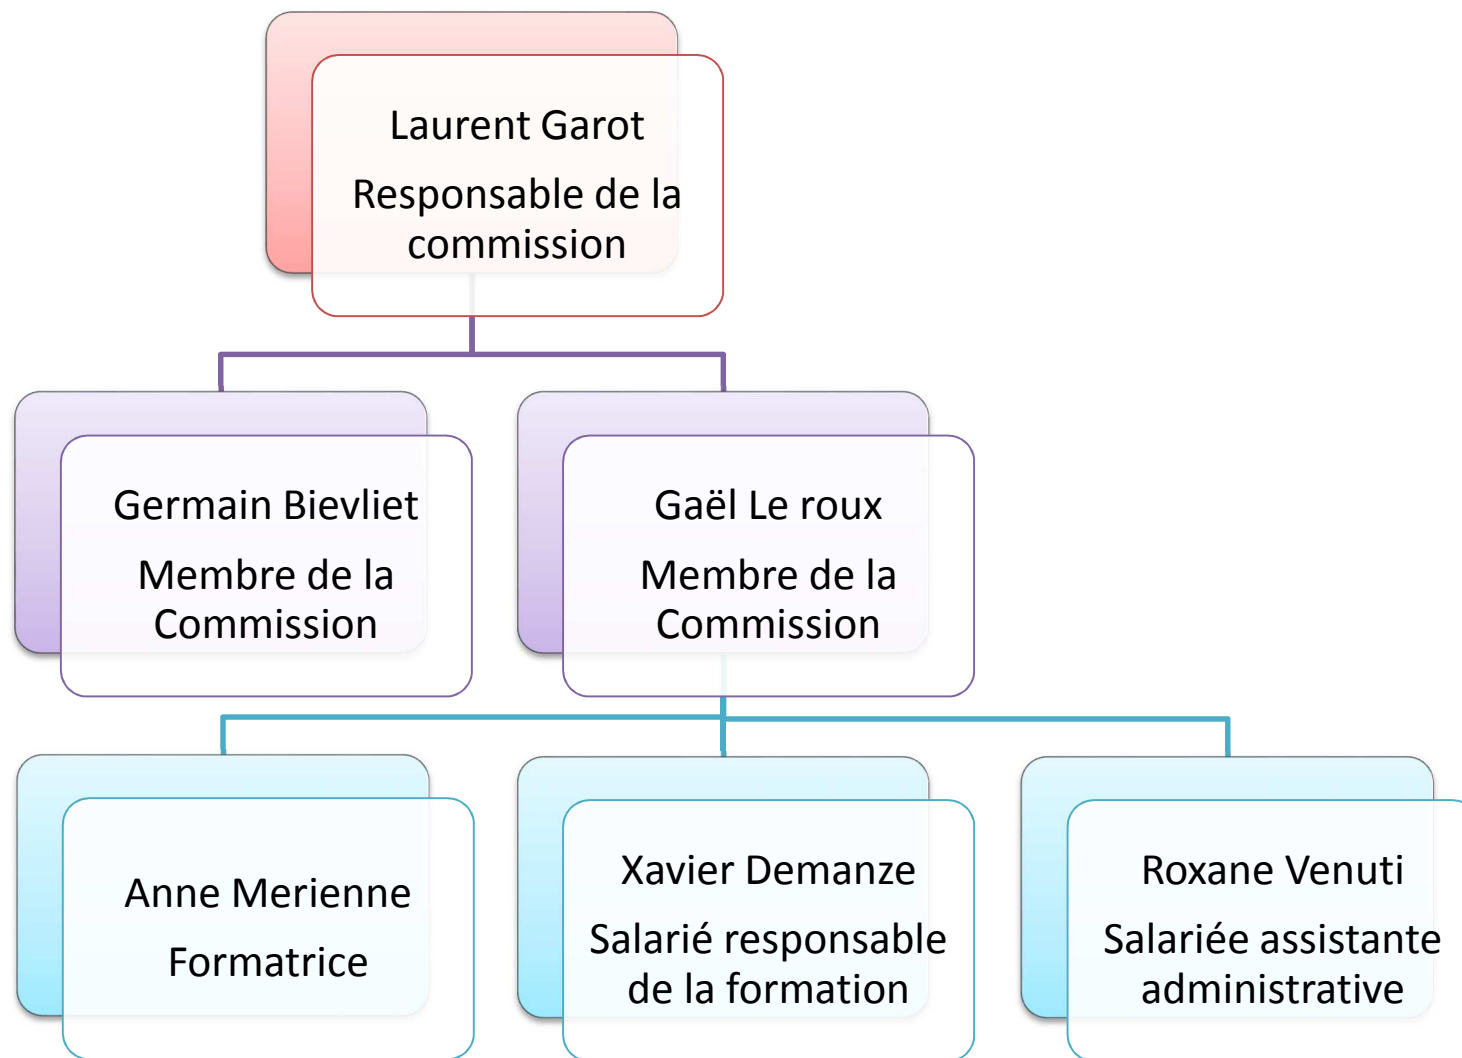 Laurent Garot
Responsable de la
commission
Germain Bievliet
Membre de la
Commission
Gaël Le roux
Membre de la
Commission
Anne Merienne
Formatrice
Xavier Demanze
Salarié responsable
de la formation
Roxane Venuti
Salariée assistante
administrative